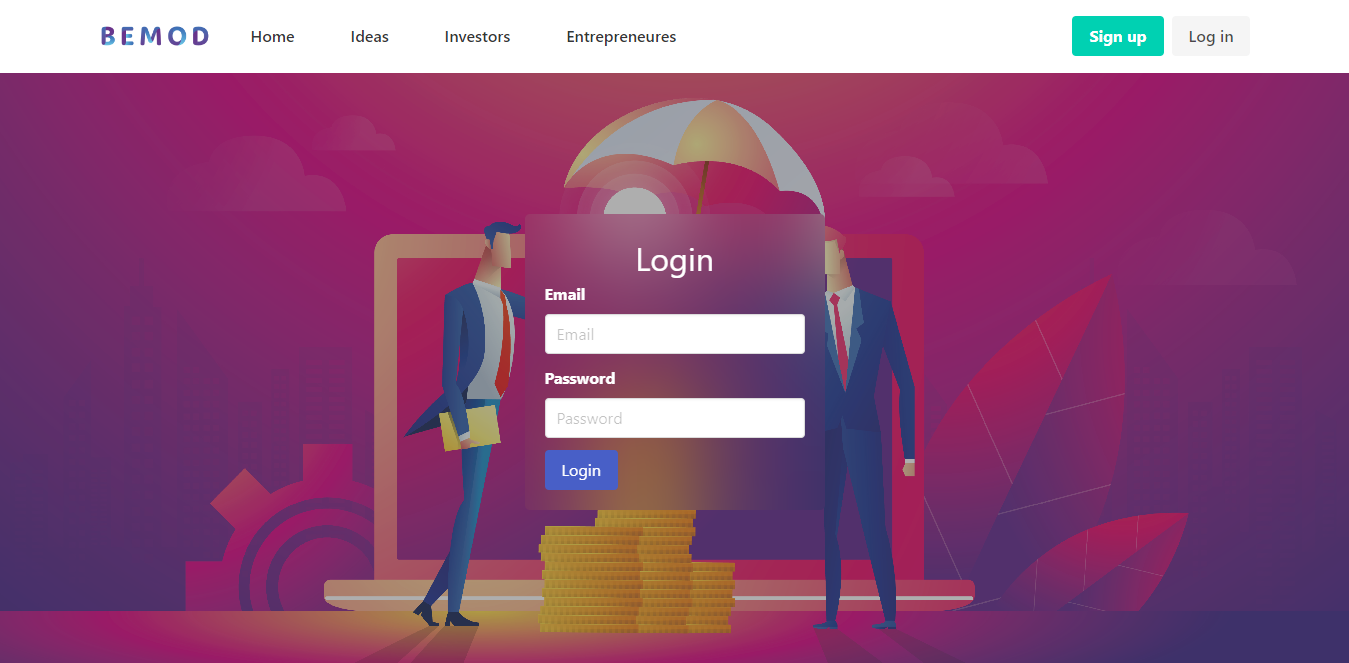 BEMOD Home Ideas Investors Entrepreneures Sign up Log in
Login
Email
Email
Password
Password
Login